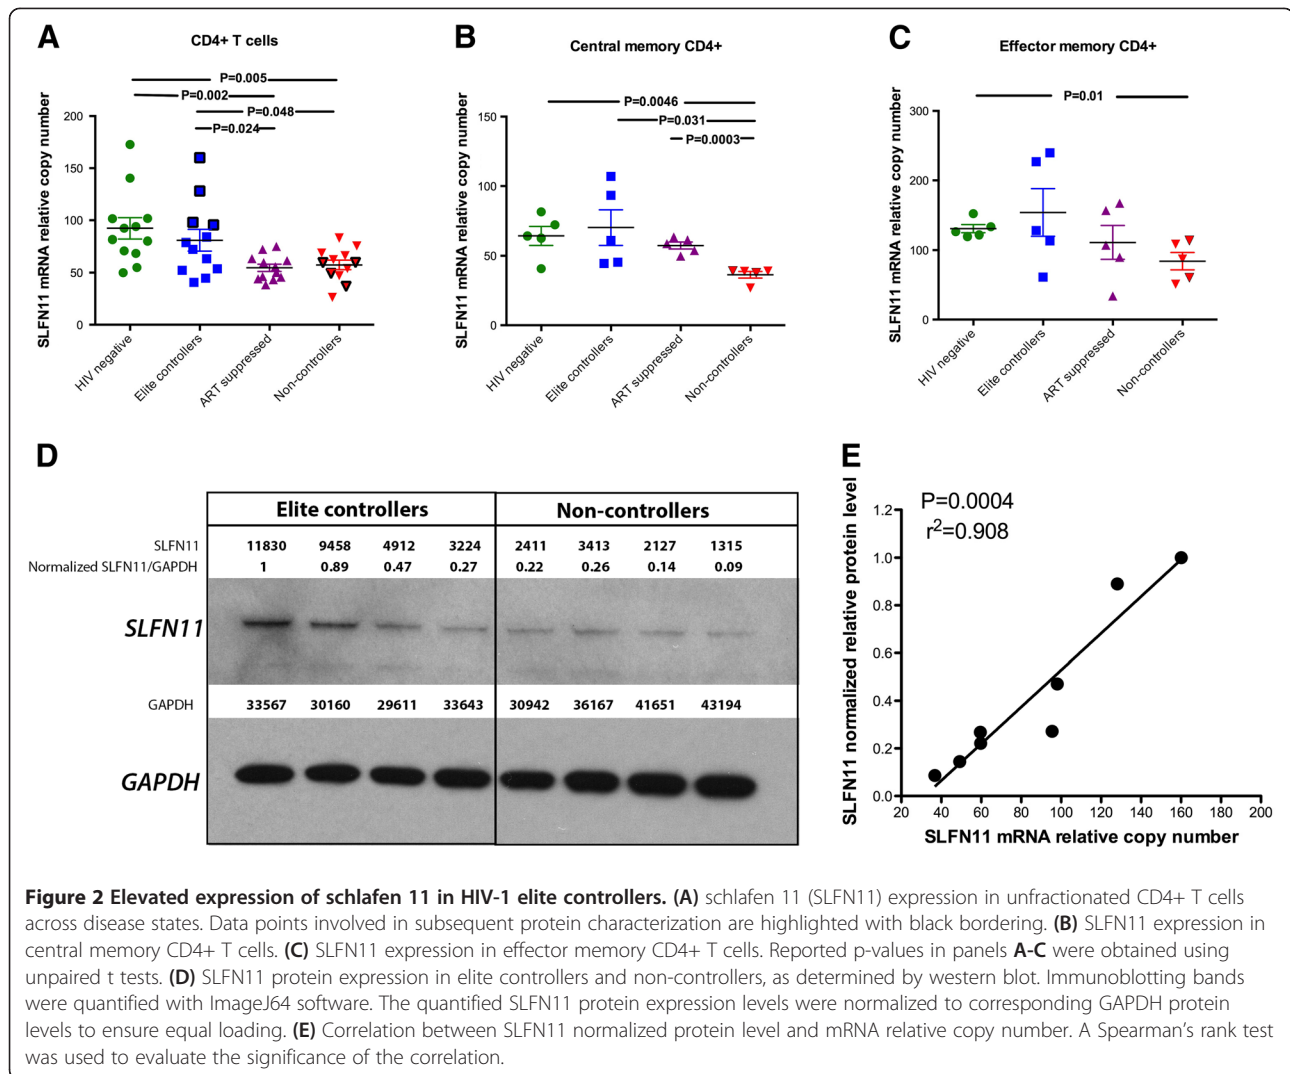 A
CD4+ T cells
P=0.005
P=0.002
P=0.048
P=0.024
SLFN11 mRNA relative copy number
200
150
100
50
0
HIV negative
Elite controllers
ART suppressed
Non-controllers
B
Central memory CD4+
P=0.0046
P=0.031
P=0.0003
SLFN11 mRNA relative copy number
150
100
50
0
HIV negative
Elite controllers
ART suppressed
Non-controllers
C
Effector memory CD4+
P=0.01
SLFN11 mRNA relative copy number
300
200
100
0
HIV negative
Elite controllers
ART suppressed
Non-controllers
D
Elite controllers Non-controllers
SLFN11 11830 9458 4912 3224 2411 3413 2127 1315
Normalized SLFN11/GAPDH 1 0.89 0.47 0.27 0.22 0.26 0.14 0.09
SLFN11
GAPDH 33567 30160 29611 33643 30942 36167 41651 43194
GAPDH
E
P=0.0004
r²=0.908
SLFN11 normalized relative protein level
1.2
1.0
0.8
0.6
0.4
0.2
0.0
20 40 60 80 100 120 140 160 180 200
SLFN11 mRNA relative copy number
Figure 2 Elevated expression of schlafen 11 in HIV-1 elite controllers. (A) schlafen 11 (SLFN11) expression in unfractionated CD4+ T cells
across disease states. Data points involved in subsequent protein characterization are highlighted with black bordering. (B) SLFN11 expression in
central memory CD4+ T cells. (C) SLFN11 expression in effector memory CD4+ T cells. Reported p-values in panels A-C were obtained using
unpaired t tests. (D) SLFN11 protein expression in elite controllers and non-controllers, as determined by western blot. Immunoblotting bands
were quantified with ImageJ64 software. The quantified SLFN11 protein expression levels were normalized to corresponding GAPDH protein
levels to ensure equal loading. (E) Correlation between SLFN11 normalized protein level and mRNA relative copy number. A Spearman's rank test
was used to evaluate the significance of the correlation.